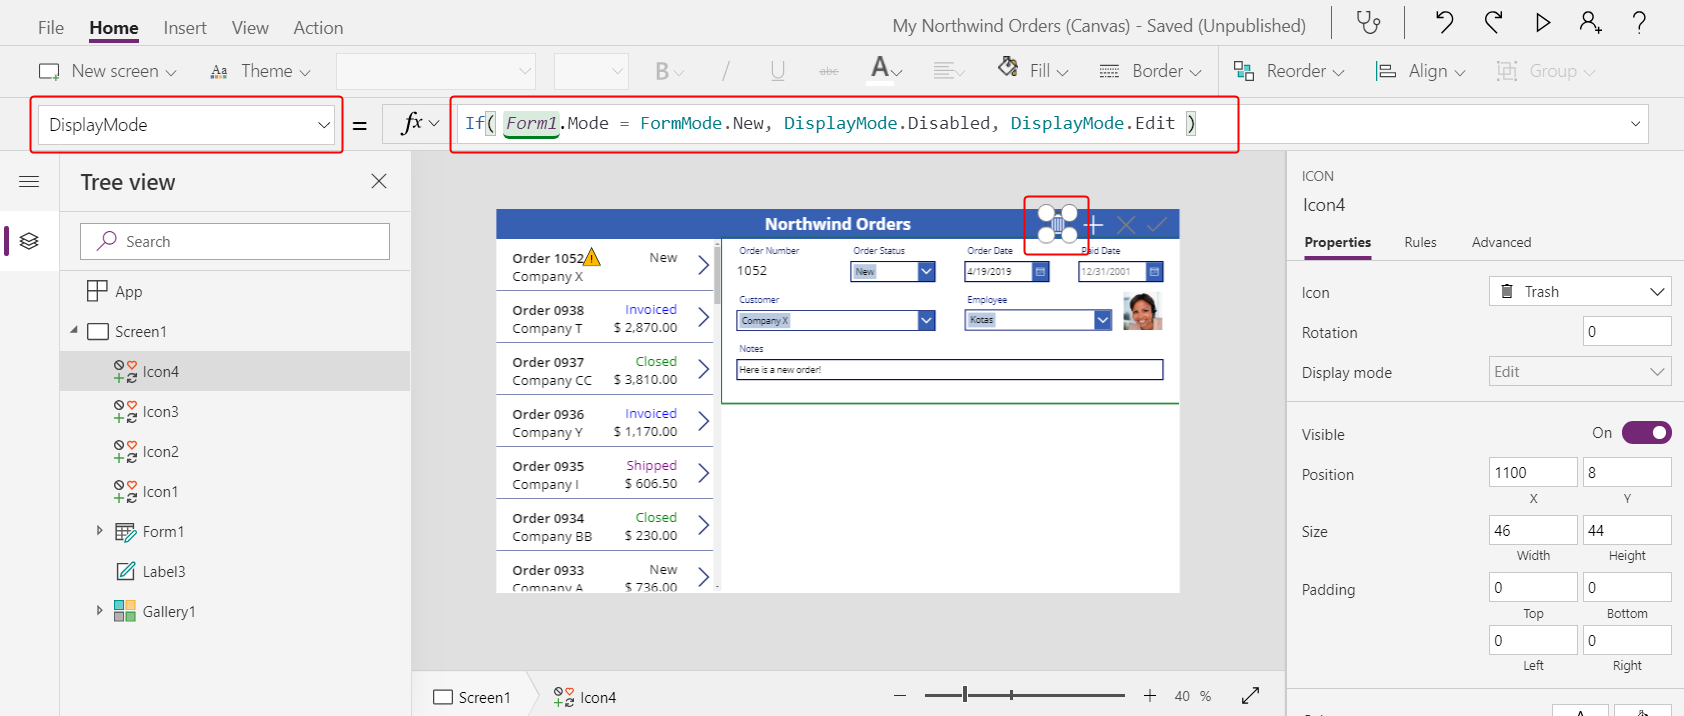 File Home Insert View Action
My Northwind Orders (Canvas) - Saved (Unpublished)
New screen Theme B / U abc A Fill Border Reorder Align Group
DisplayMode = fx If( Form1.Mode = FormMode.New, DisplayMode.Disabled, DisplayMode.Edit )
Tree view
Search
App
Screen1
Icon4
Icon3
Icon2
Icon1
Form1
Label3
Gallery1
Northwind Orders
Order 1052 New
Company X
Order 0938 Invoiced
Company T $ 2,870.00
Order 0937 Closed
Company CC $ 3,810.00
Order 0936 Invoiced
Company Y $ 1,170.00
Order 0935 Shipped
Company I $ 606.50
Order 0934 Closed
Company BB $ 230.00
Order 0933 New
Company A $ 736.00
Order Number Order Status Order Date Paid Date
1052 New 4/19/2019 12/31/2001
Customer Employee
Company X Kotas
Notes
Here is a new order!
Screen1 Icon4
40 %
ICON
Icon4
Properties Rules Advanced
Icon Trash
Rotation 0
Display mode Edit
Visible On
Position 1100 8
X Y
Size 46 44
Width Height
Padding 0 0
Top Bottom
0 0
Left Right